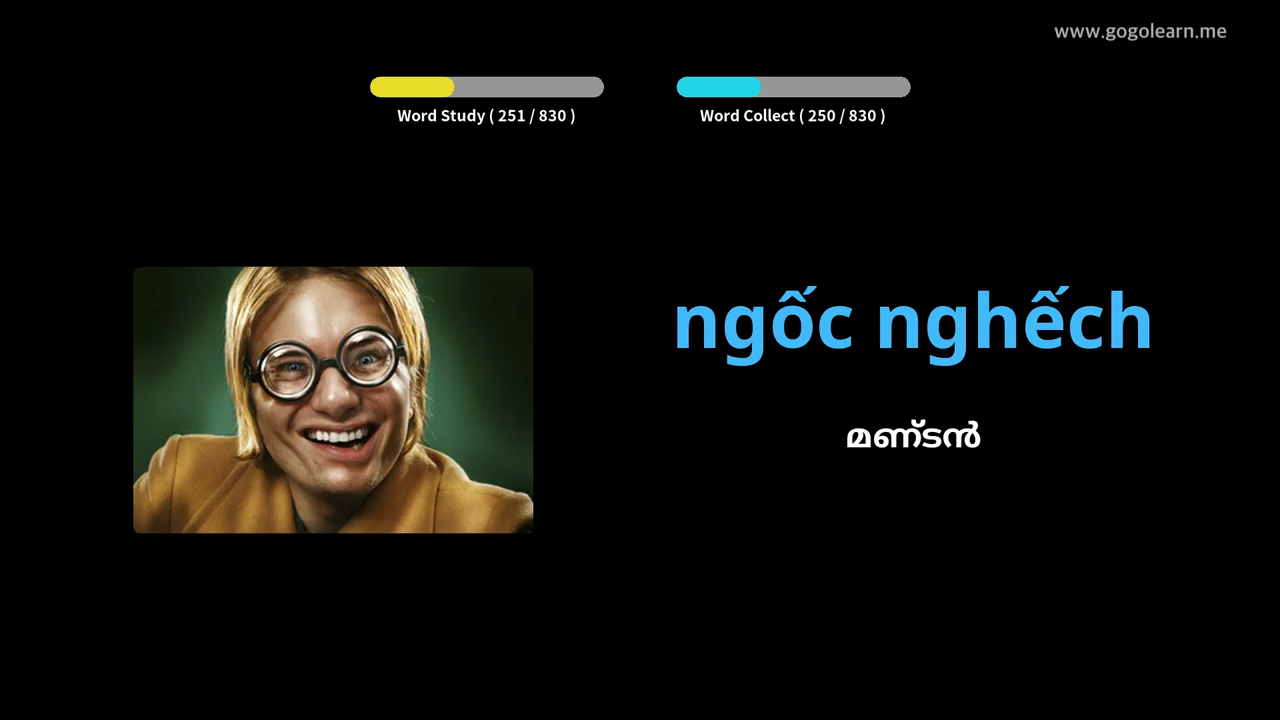 www.gogolearn.me
Word Study ( 251 / 830 )
Word Collect ( 250 / 830 )
ngốc nghếch
മണ്ടൻ